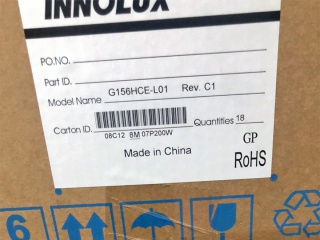 INNOLUX
PO.NO.
Part ID.
Model Name G156HCE-L01 Rev. C1
Carton ID. Quantities 18
08C12 8M 07P200W
Made in China
GP
RoHS
6